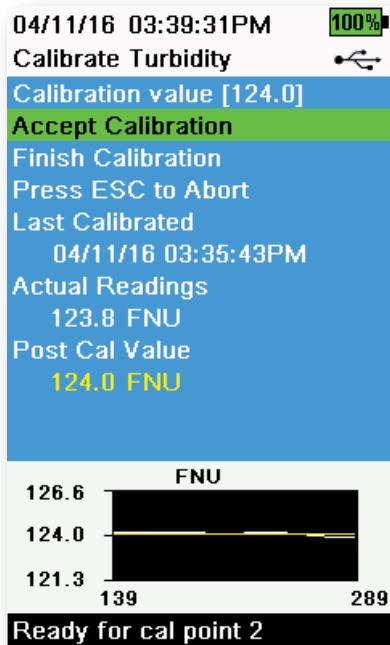 04/11/16 03:39:31PM 100%
Calibrate Turbidity
Calibration value [124.0]
Accept Calibration
Finish Calibration
Press ESC to Abort
Last Calibrated
04/11/16 03:35:43PM
Actual Readings
123.8 FNU
Post Cal Value
124.0 FNU
FNU
126.6
124.0
121.3
139 289
Ready for cal point 2